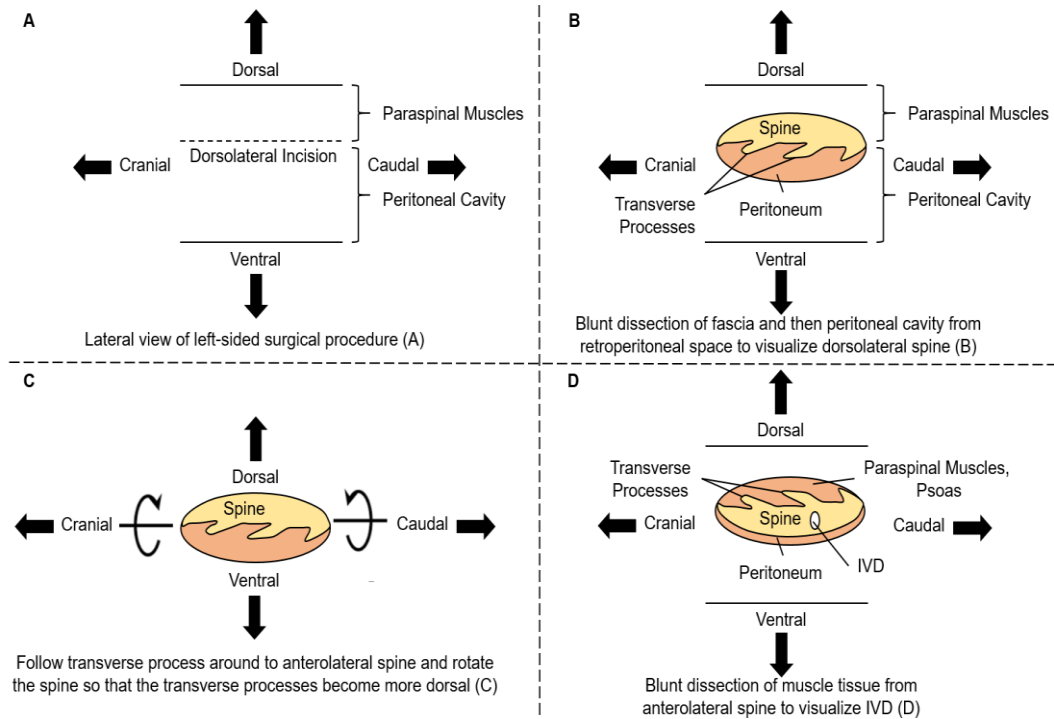 A
Dorsal
Paraspinal Muscles
Dorsolateral Incision
Cranial
Caudal
Peritoneal Cavity
Ventral
Lateral view of left-sided surgical procedure (A)
B
Dorsal
Paraspinal Muscles
Spine
Cranial
Caudal
Transverse
Processes
Peritoneum
Peritoneal Cavity
Ventral
Blunt dissection of fascia and then peritoneal cavity from
retroperitoneal space to visualize dorsolateral spine (B)
C
Dorsal
Spine
Cranial
Caudal
Ventral
Follow transverse process around to anterolateral spine and rotate
the spine so that the transverse processes become more dorsal (C)
D
Dorsal
Transverse
Processes
Paraspinal Muscles,
Psoas
Cranial
Spine
Caudal
Peritoneum
IVD
Ventral
Blunt dissection of muscle tissue from
anterolateral spine to visualize IVD (D)